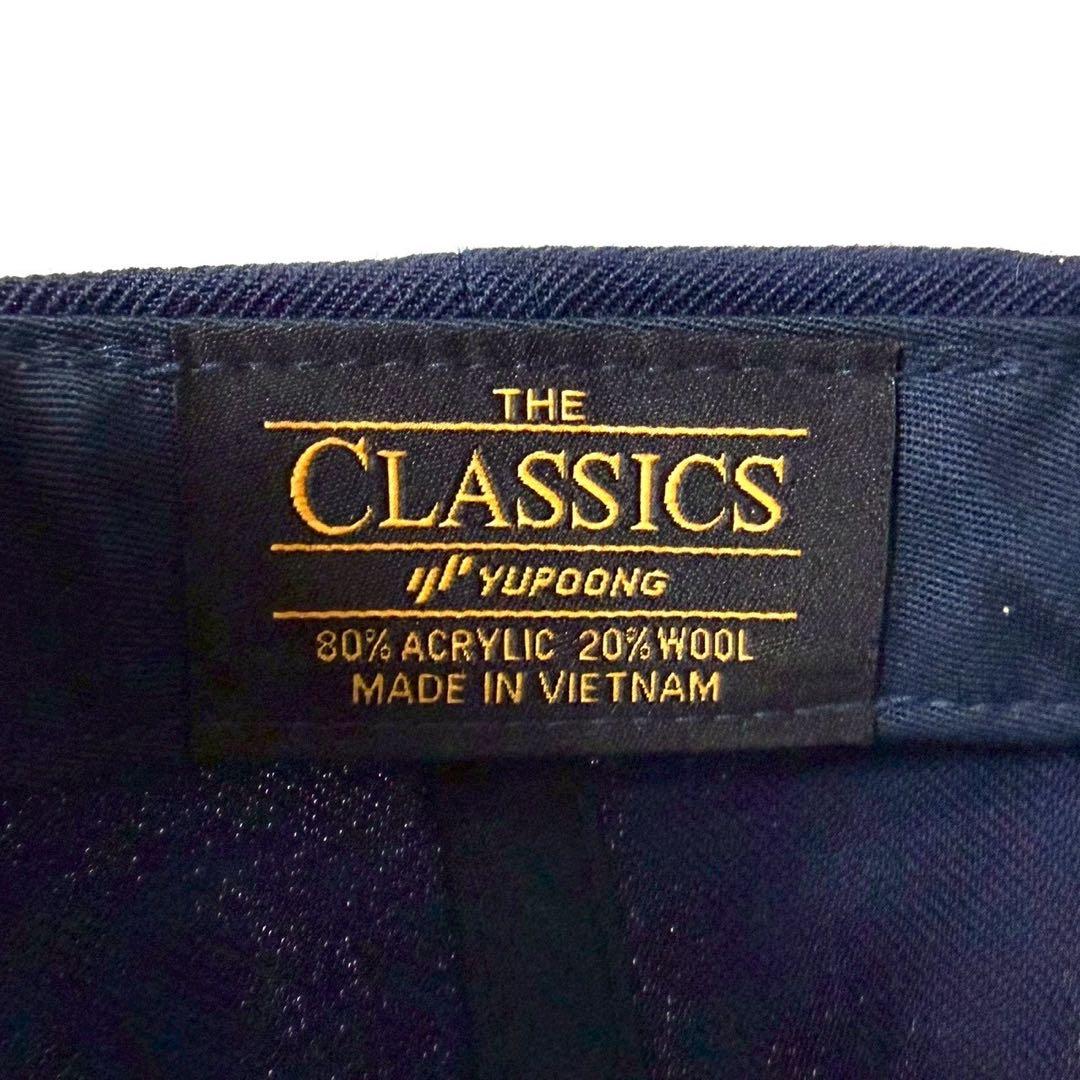 THE
CLASSICS
YUPOONG
80% ACRYLIC 20% WOOL
MADE IN VIETNAM